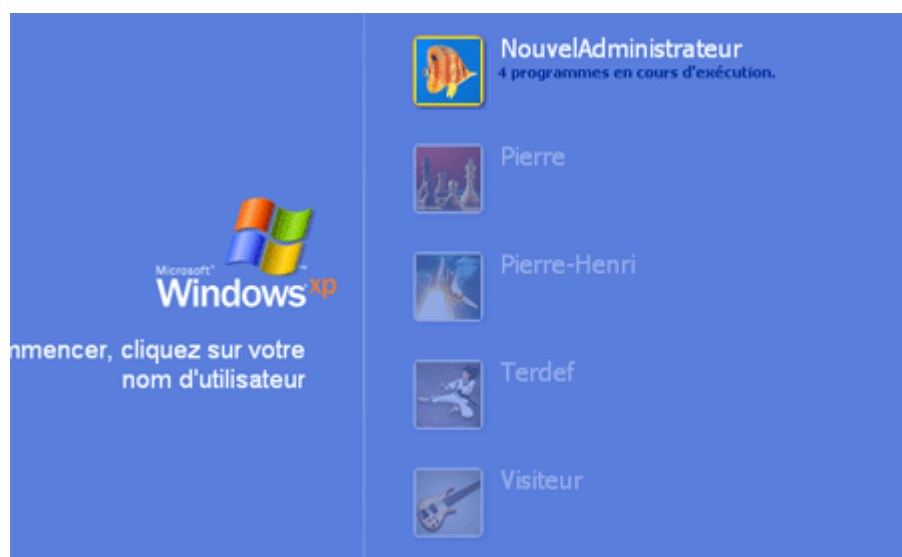 NouvelAdministrateur
4 programmes en cours d'exécution.
Pierre
Microsoft
Windows xp
Pierre-Henri
mmencer, cliquez sur votre
nom d'utilisateur
Terdef
Visiteur